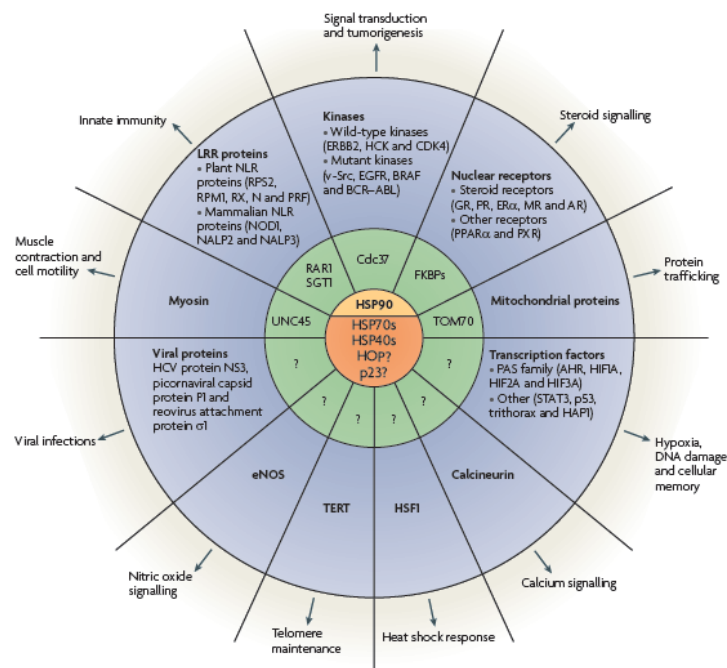 Signal transduction
and tumorigenesis
Innate immunity
Steroid signalling
Kinases
• Wild-type kinases
(ERBB2, HCK and CDK4)
• Mutant kinases
(v-Src, EGFR, BRAF
and BCR–ABL)
LRR proteins
• Plant NLR
proteins (RPS2,
RPM1, RX, N and PRF)
• Mammalian NLR
proteins (NOD1,
NALP2 and NALP3)
Nuclear receptors
• Steroid receptors
(GR, PR, ERα, MR and AR)
• Other receptors
(PPARα and PXR)
Muscle
contraction and
cell motility
Protein
trafficking
RAR1
SGT1
Cdc37
FKBPs
Myosin
UNC45
HSP90
TOM70
Mitochondrial proteins
HSP70s
HSP40s
HOP?
p23?
Viral proteins
HCV protein NS3,
picornaviral capsid
protein P1 and
reovirus attachment
protein σ1
?
?
?
?
?
?
Transcription factors
• PAS family (AHR, HIF1A,
HIF2A and HIF3A)
• Other (STAT3, p53,
trithorax and HAP1)
Viral infections
Hypoxia,
DNA damage
and cellular
memory
eNOS
TERT
HSF1
Calcineurin
Nitric oxide
signalling
Telomere
maintenance
Heat shock response
Calcium signalling